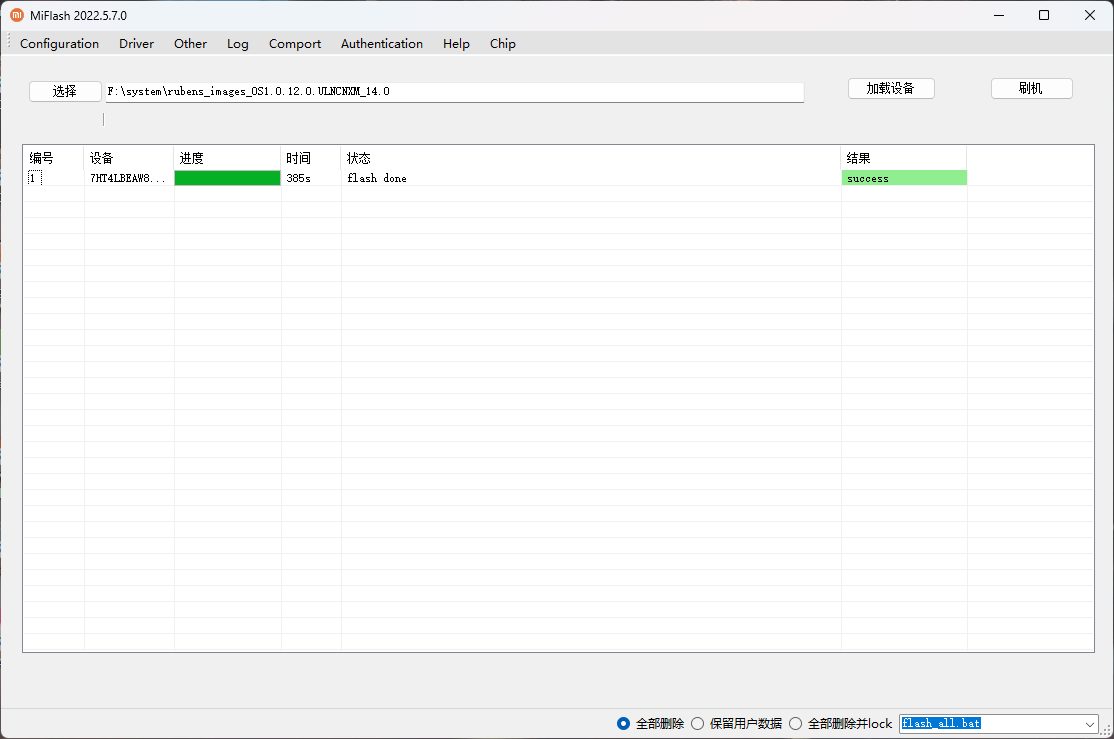 MiFlash 2022.5.7.0
Configuration Driver Other Log Comport Authentication Help Chip
选择 F:\system\rubens_images_OS1.0.12.0.ULNCNXM_14.0 加载设备 刷机
编号 设备 进度 时间 状态 结果
1 7HT4LBEAW8... 385s flash done success
全部删除 保留用户数据 全部删除并lock flash_all.bat